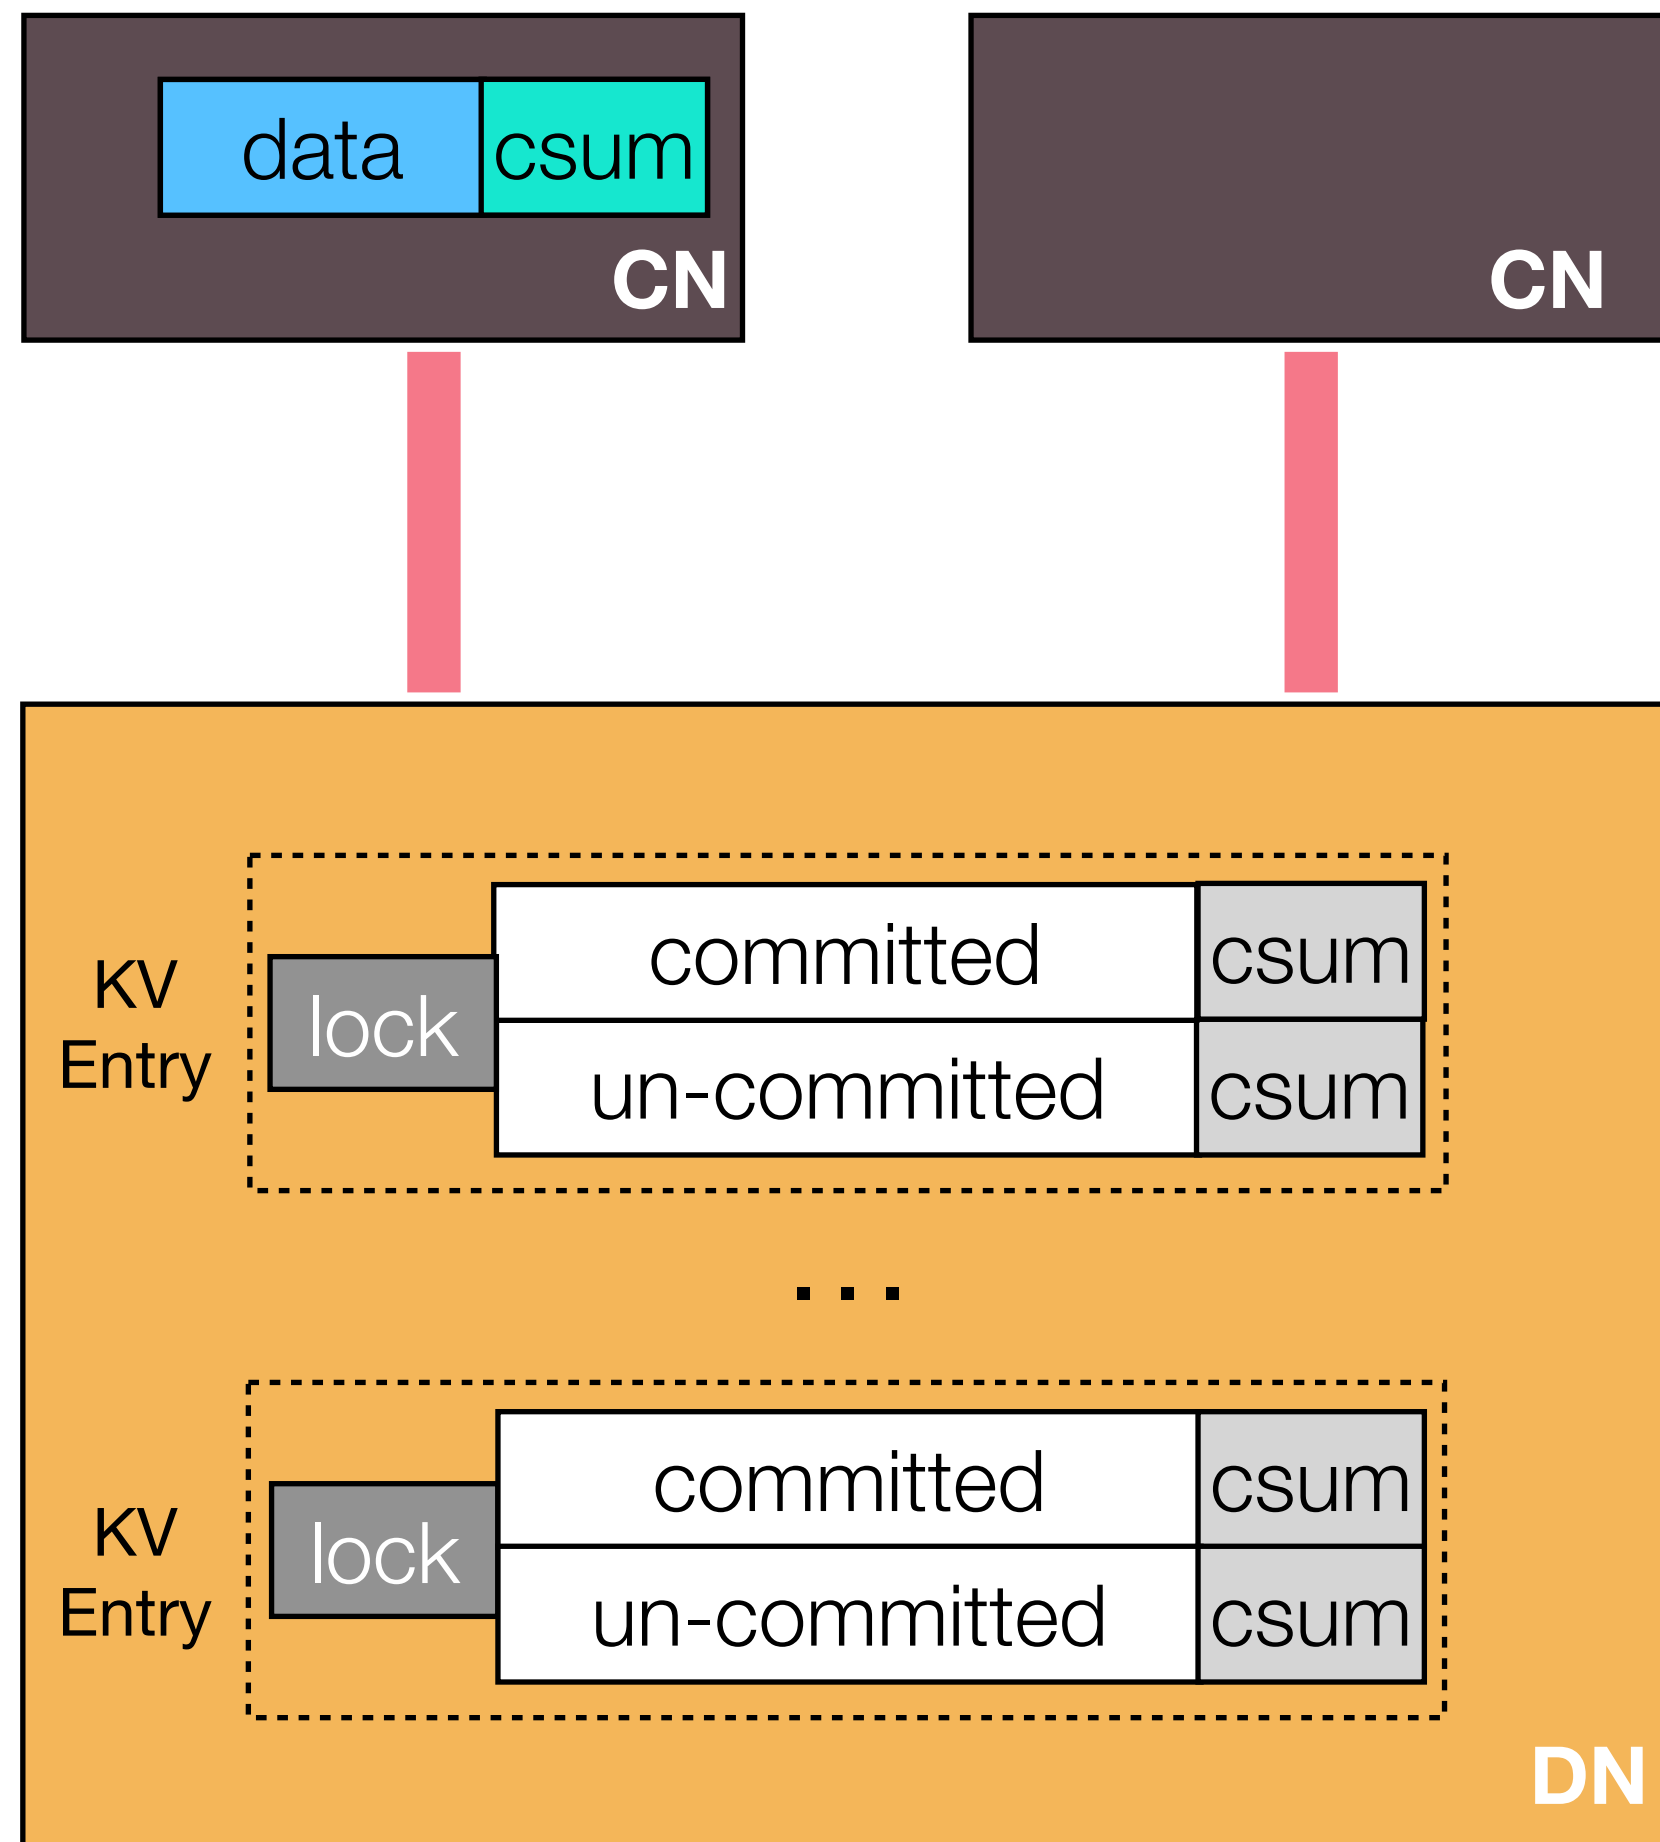 data csum
CN
CN
KV
Entry
lock
committed csum
un-committed csum
...
KV
Entry
lock
committed csum
un-committed csum
DN